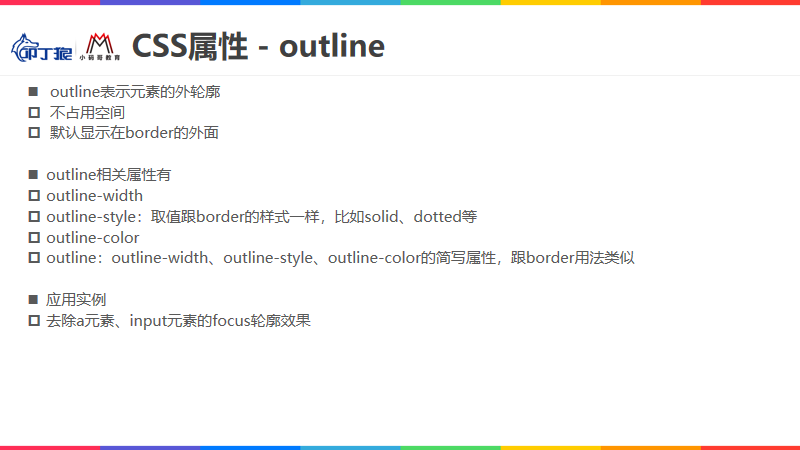 叩丁狼
小码哥教育
CSS属性 - outline
outline表示元素的外轮廓
不占用空间
默认显示在border的外面
outline相关属性有
outline-width
outline-style：取值跟border的样式一样，比如solid、dotted等
outline-color
outline：outline-width、outline-style、outline-color的简写属性，跟border用法类似
应用实例
去除a元素、input元素的focus轮廓效果